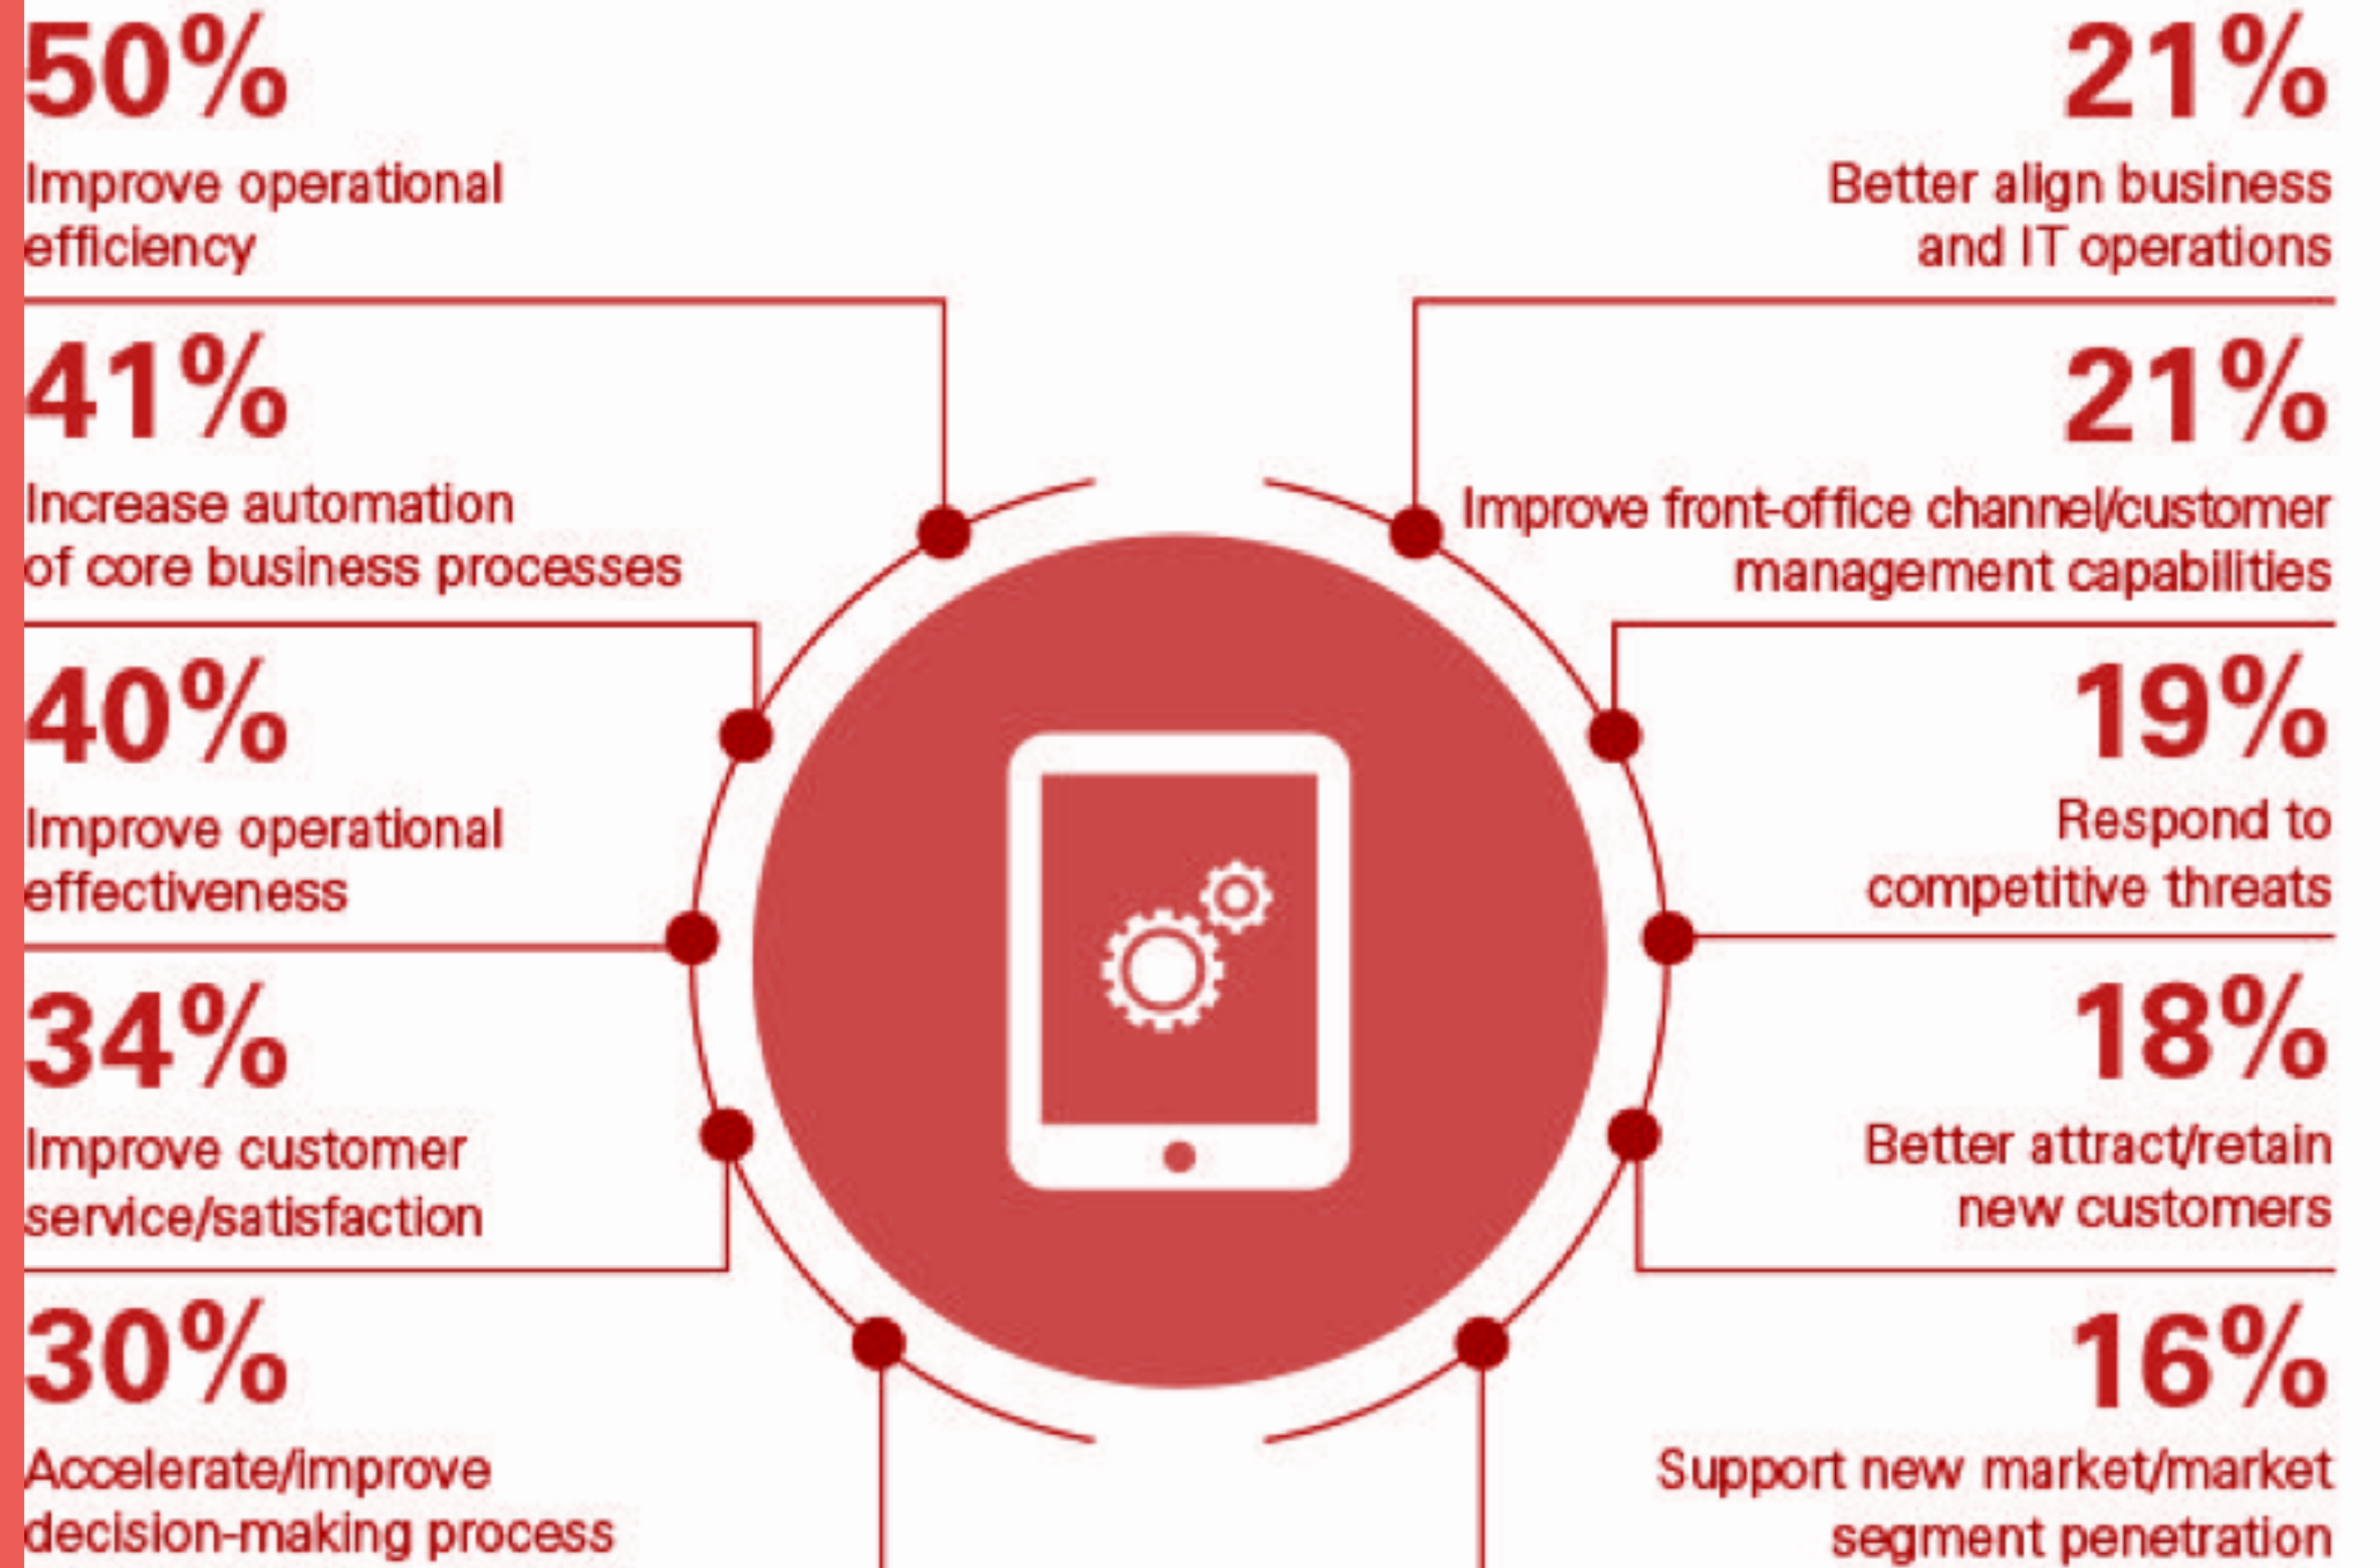 50%
Improve operational
efficiency
41%
Increase automation
of core business processes
40%
Improve operational
effectiveness
34%
Improve customer
service/satisfaction
30%
Accelerate/improve
decision-making process
21%
Better align business
and IT operations
21%
Improve front-office channel/customer
management capabilities
19%
Respond to
competitive threats
18%
Better attract/retain
new customers
16%
Support new market/market
segment penetration